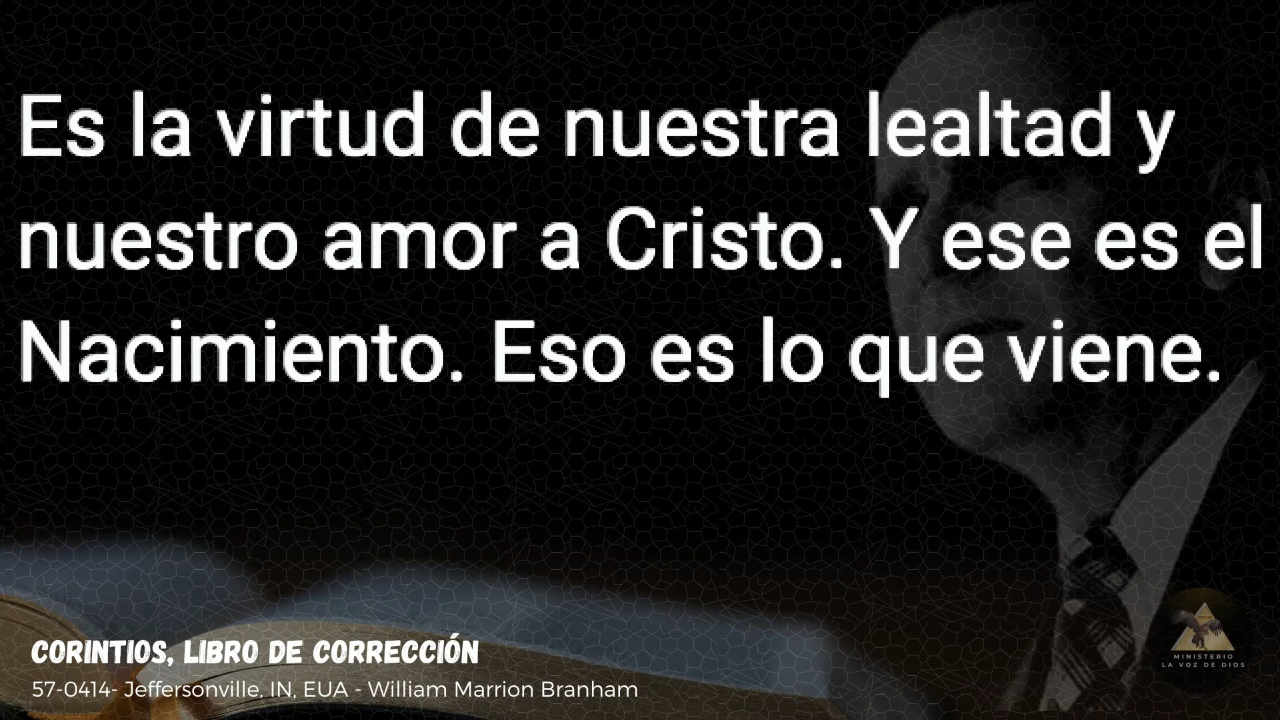 Es la virtud de nuestra lealtad y
nuestro amor a Cristo. Y ese es el
Nacimiento. Eso es lo que viene.
CORINTIOS, LIBRO DE CORRECCIÓN
57-0414- Jeffersonville, IN, EUA - William Marrion Branham
MINISTERIO
LA VOZ DE DIOS